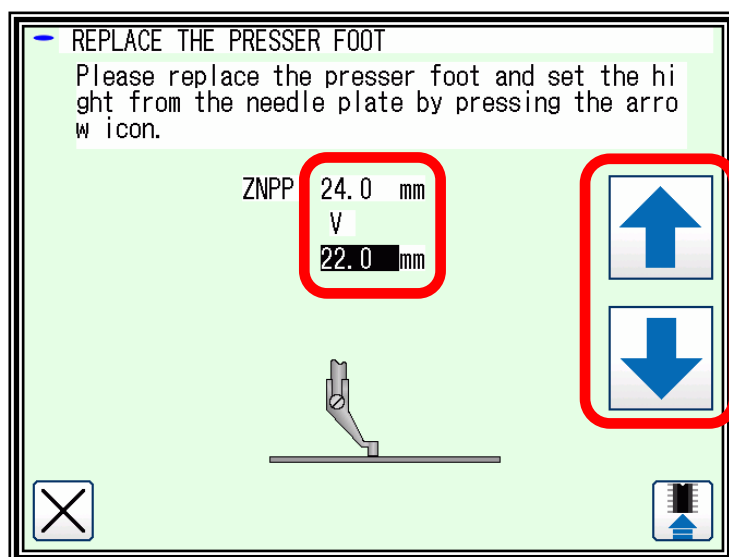 REPLACE THE PRESSER FOOT
Please replace the presser foot and set the hi
ght from the needle plate by pressing the arro
w icon.
ZNPP 24.0 mm
V
22.0 mm